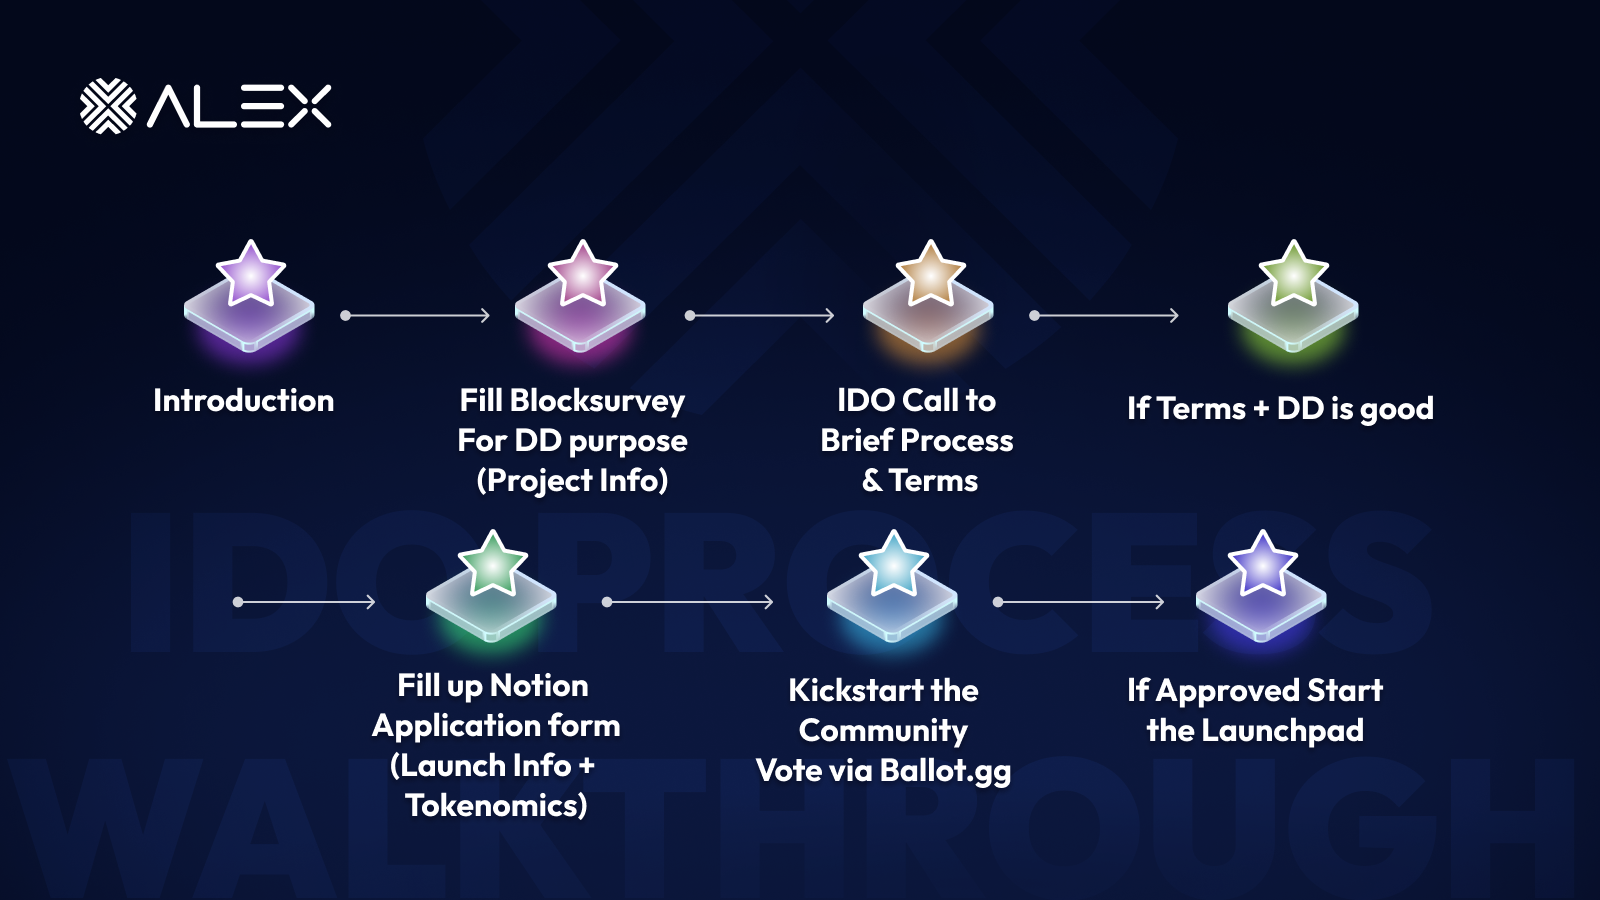 ALEX
Introduction
Fill Blocksurvey
For DD purpose
(Project Info)
IDO Call to
Brief Process
& Terms
If Terms + DD is good
IDO PROCESS
Fill up Notion
Application form
(Launch Info +
Tokenomics)
Kickstart the
Community
Vote via Ballot.gg
If Approved Start
the Launchpad
WALKTHROUGH